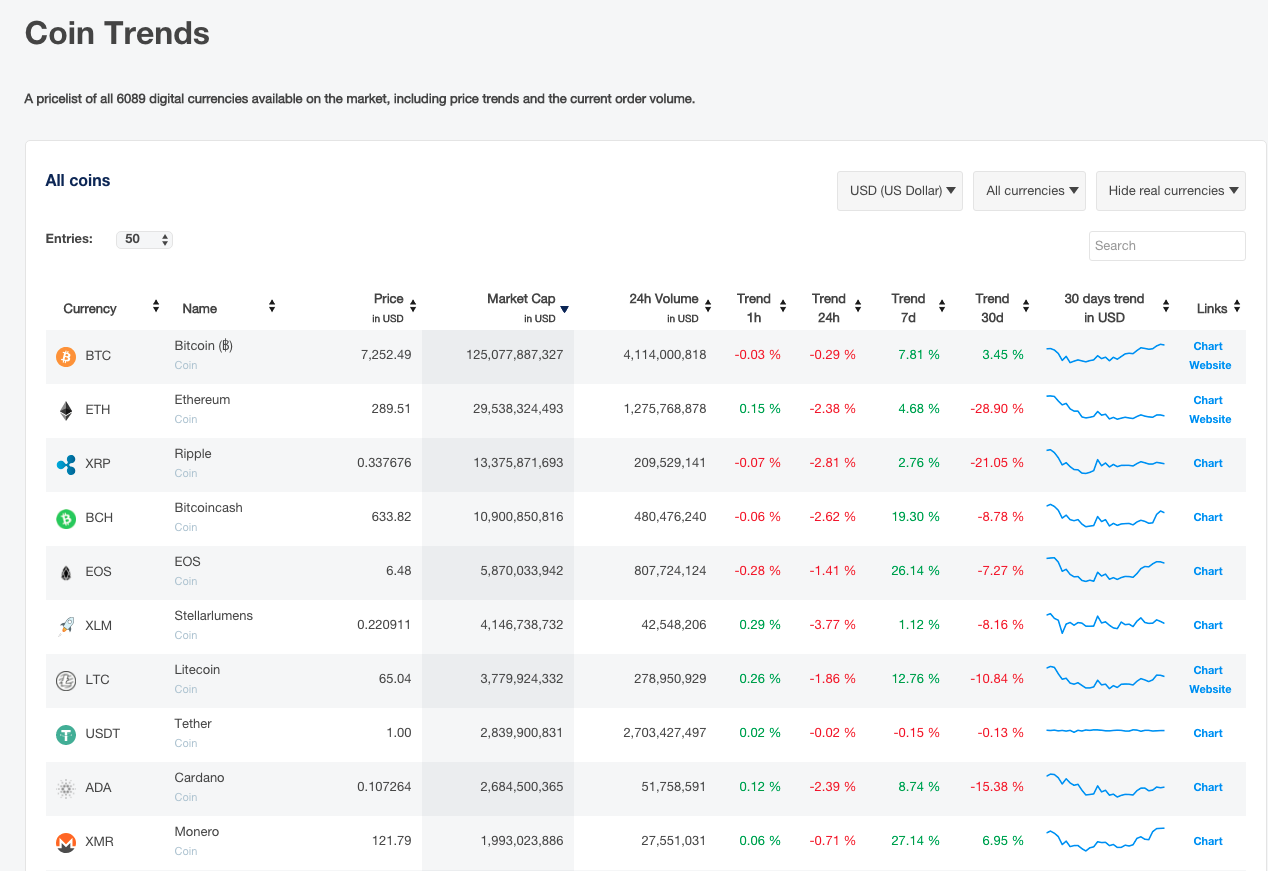 Coin Trends
A pricelist of all 6089 digital currencies available on the market, including price trends and the current order volume.
All coins
USD (US Dollar) All currencies Hide real currencies
Entries: 50
Search
Currency Name Price in USD Market Cap in USD 24h Volume in USD Trend 1h Trend 24h Trend 7d Trend 30d 30 days trend in USD Links
BTC Bitcoin (฿) 7,252.49 125,077,887,327 4,114,000,818 -0.03 % -0.29 % 7.81 % 3.45 % Chart
Coin Website
ETH Ethereum 289.51 29,538,324,493 1,275,768,878 0.15 % -2.38 % 4.68 % -28.90 % Chart
Coin Website
XRP Ripple 0.337676 13,375,871,693 209,529,141 -0.07 % -2.81 % 2.76 % -21.05 % Chart
Coin
BCH Bitcoincash 633.82 10,900,850,816 480,476,240 -0.06 % -2.62 % 19.30 % -8.78 % Chart
Coin
EOS EOS 6.48 5,870,033,942 807,724,124 -0.28 % -1.41 % 26.14 % -7.27 % Chart
Coin
XLM Stellarlumens 0.220911 4,146,738,732 42,548,206 0.29 % -3.77 % 1.12 % -8.16 % Chart
Coin
LTC Litecoin 65.04 3,779,924,332 278,950,929 0.26 % -1.86 % 12.76 % -10.84 % Chart
Coin Website
USDT Tether 1.00 2,839,900,831 2,703,427,497 0.02 % -0.02 % -0.15 % -0.13 % Chart
Coin
ADA Cardano 0.107264 2,684,500,365 51,758,591 0.12 % -2.39 % 8.74 % -15.38 % Chart
Coin
XMR Monero 121.79 1,993,023,886 27,551,031 0.06 % -0.71 % 27.14 % 6.95 % Chart
Coin